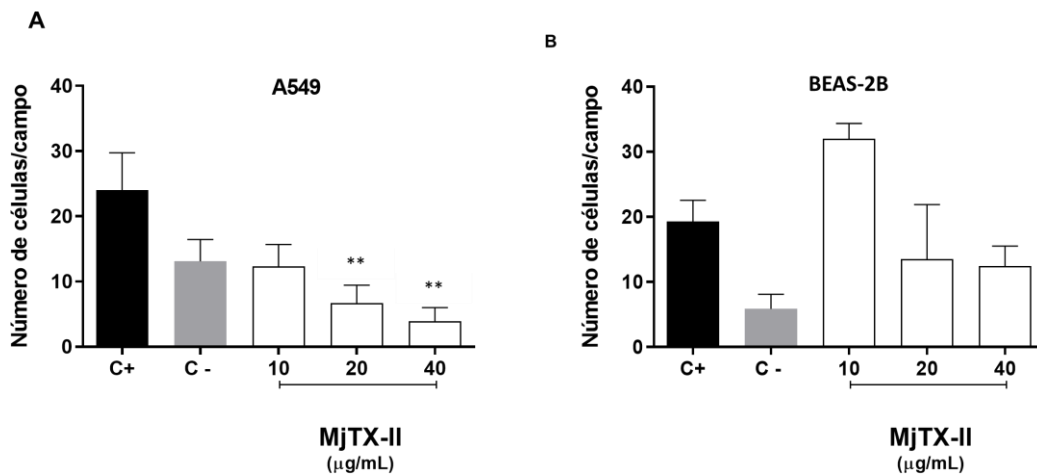 A
A549
Número de células/campo
40
30
20
10
0
**
**
C+ C - 10 20 40
MjTX-II
(µg/mL)
B
BEAS-2B
Número de células/campo
40
30
20
10
0
C+ C - 10 20 40
MjTX-II
(µg/mL)